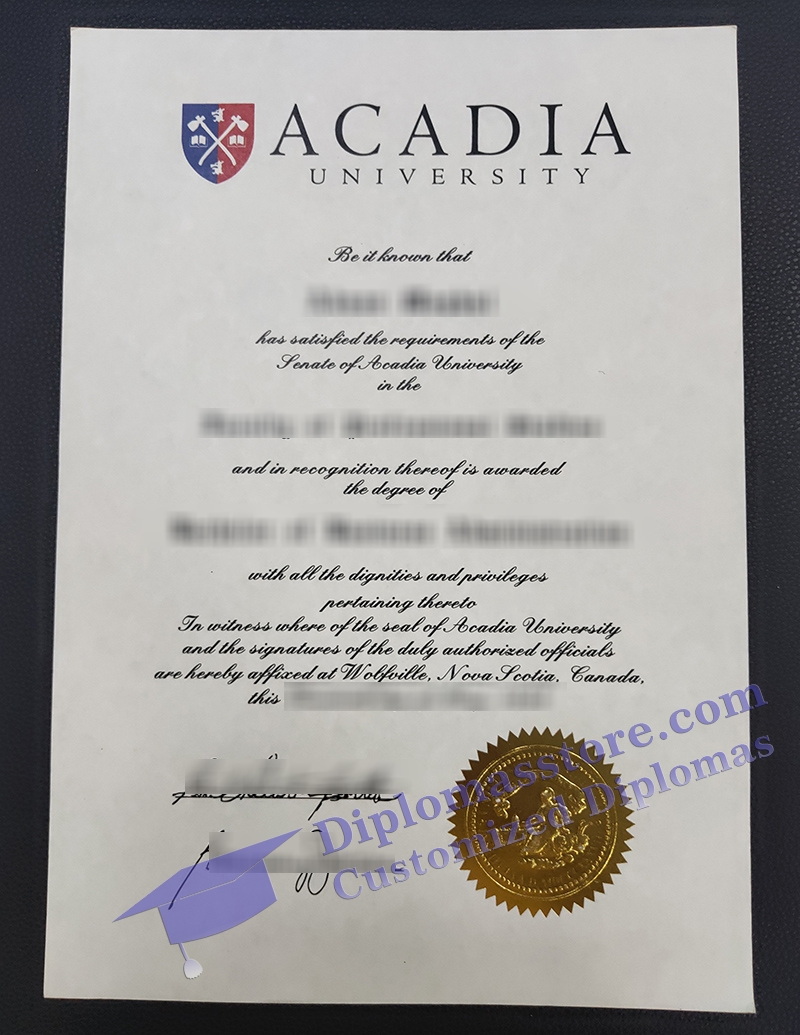 ACADIA
UNIVERSITY
Be it known that
has satisfied the requirements of the
Senate of Acadia University
in the
and in recognition thereof is awarded
the degree of
with all the dignities and privileges
pertaining thereto
In witness where of the seal of Acadia University
and the signatures of the duly authorized officials
are hereby affixed at Wolfville, Nova Scotia, Canada,
this
Diplomasstore.com
Customized Diplomas